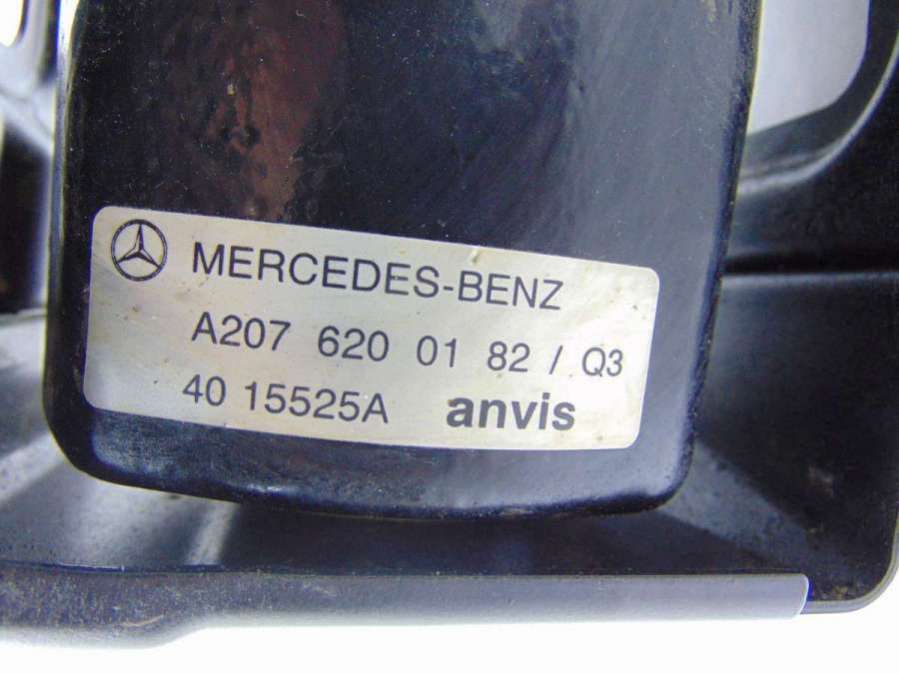 MERCEDES-BENZ
A207 620 01 82 / Q3
40 15525A anvis